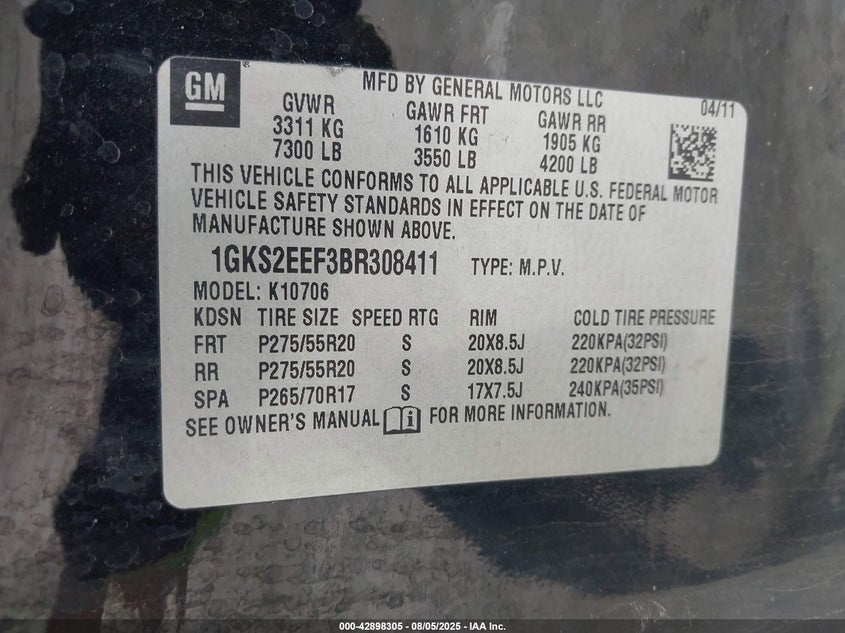 GM
®
MFD BY GENERAL MOTORS LLC
04/11
GVWR GAWR FRT GAWR RR
3311 KG 1610 KG 1905 KG
7300 LB 3550 LB 4200 LB
THIS VEHICLE CONFORMS TO ALL APPLICABLE U.S. FEDERAL MOTOR
VEHICLE SAFETY STANDARDS IN EFFECT ON THE DATE OF
MANUFACTURE SHOWN ABOVE.
1GKS2EEF3BR308411 TYPE: M.P.V.
MODEL: K10706
KDSN TIRE SIZE SPEED RTG RIM COLD TIRE PRESSURE
FRT P275/55R20 S 20X8.5J 220KPA(32PSI)
RR P275/55R20 S 20X8.5J 220KPA(32PSI)
SPA P265/70R17 S 17X7.5J 240KPA(35PSI)
SEE OWNER'S MANUAL i FOR MORE INFORMATION.
000-42898305 - 08/05/2025 - IAA Inc.